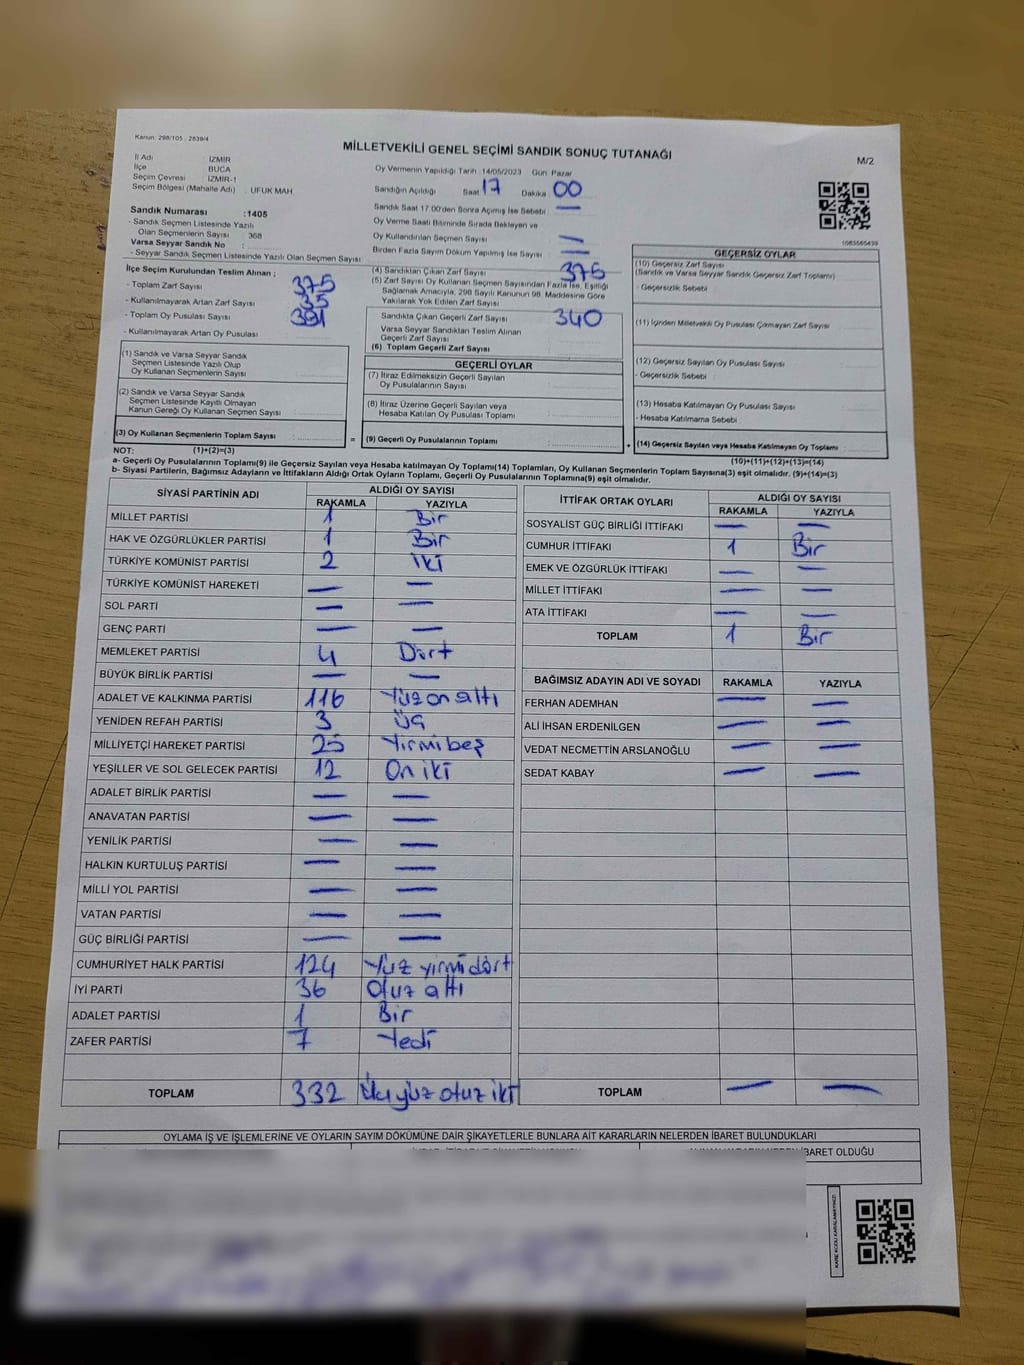 Kanun: 298/105 , 2839/4
MİLLETVEKİLİ GENEL SEÇİMİ SANDIK SONUÇ TUTANAĞI
M/2
İl Adı İZMİR
İlçe BUCA
Seçim Çevresi İZMİR-1
Seçim Bölgesi (Mahalle Adı) : UFUK MAH
Oy Vermenin Yapıldığı Tarih :14/05/2023 Gün Pazar
Sandığın Açıldığı Saat 17 Dakika 00
Sandık Saat 17:00'den Sonra Açılmış İse Sebebi : —
Oy Verme Saati Bitiminde Sırada Bekleyen ve
Oy Kullandırılan Seçmen Sayısı —
Birden Fazla Sayım Döküm Yapılmış İse Sayısı : —
Sandık Numarası :1405
- Sandık Seçmen Listesinde Yazılı
Olan Seçmenlerin Sayısı : 368
Varsa Seyyar Sandık No :
- Seyyar Sandık Seçmen Listesinde Yazılı Olan Seçmen Sayısı
İlçe Seçim Kurulundan Teslim Alınan ;
- Toplam Zarf Sayısı 375
- Kullanılmayarak Artan Zarf Sayısı 35
- Toplam Oy Pusulası Sayısı
- Kullanılmayarak Artan Oy Pusulası
(1) Sandık ve Varsa Seyyar Sandık
Seçmen Listesinde Yazılı Olup
Oy Kullanan Seçmenlerin Sayısı
(2) Sandık ve Varsa Seyyar Sandık
Seçmen Listesinde Kayıtlı Olmayan
Kanun Gereği Oy Kullanan Seçmen Sayısı :
(3) Oy Kullanan Seçmenlerin Toplam Sayısı :
(4) Sandıktan Çıkan Zarf Sayısı
(5) Zarf Sayısı Oy Kullanan Seçmen Sayısından Fazla İse, Eşitliği
Sağlamak Amacıyla, 298 Sayılı Kanunun 98. Maddesine Göre
Yakılarak Yok Edilen Zarf Sayısı
Sandıkta Çıkan Geçerli Zarf Sayısı 340
Varsa Seyyar Sandıktan Teslim Alınan
Geçerli Zarf Sayısı
(6) Toplam Geçerli Zarf Sayısı
GEÇERLİ OYLAR
(7) İtiraz Edilmeksizin Geçerli Sayılan
Oy Pusulalarının Sayısı
(8) İtiraz Üzerine Geçerli Sayılan veya
Hesaba Katılan Oy Pusulası Toplamı
= (9) Geçerli Oy Pusulalarının Toplamı :
1083565439
GEÇERSİZ OYLAR
(10) Geçersiz Zarf Sayısı
(Sandık ve Varsa Seyyar Sandık Geçersiz Zarf Toplamı)
- Geçersizlik Sebebi
(11) İçinden Milletvekili Oy Pusulası Çıkmayan Zarf Sayısı
(12) Geçersiz Sayılan Oy Pusulası Sayısı
- Geçersizlik Sebebi :
(13) Hesaba Katılmayan Oy Pusulası Sayısı
- Hesaba Katılmama Sebebi :
+ (14) Geçersiz Sayılan veya Hesaba Katılmayan Oy Toplamı
NOT: (1)+(2)=(3) (10)+(11)+(12)+(13)=(14)
a- Geçerli Oy Pusulalarının Toplamı(9) ile Geçersiz Sayılan veya Hesaba katılmayan Oy Toplamı(14) Toplamları, Oy Kullanan Seçmenlerin Toplam Sayısına(3) eşit olmalıdır. (9)+(14)=(3)
b- Siyasi Partilerin, Bağımsız Adayların ve İttifakların Aldığı Ortak Oyların Toplamı, Geçerli Oy Pusulalarının Toplamına(9) eşit olmalıdır.
SİYASİ PARTİNİN ADI ALDIĞI OY SAYISI
RAKAMLA YAZIYLA
MİLLET PARTİSİ 1 Bir
HAK VE ÖZGÜRLÜKLER PARTİSİ 1 Bir
TÜRKİYE KOMÜNİST PARTİSİ 2 iki
TÜRKİYE KOMÜNİST HAREKETİ — —
SOL PARTİ — —
GENÇ PARTİ — —
MEMLEKET PARTİSİ 4 Dört
BÜYÜK BİRLİK PARTİSİ — —
ADALET VE KALKINMA PARTİSİ 116 Yüz on altı
YENİDEN REFAH PARTİSİ 3 Üç
MİLLİYETÇİ HAREKET PARTİSİ 25 Yirmi beş
YEŞİLLER VE SOL GELECEK PARTİSİ 12 On iki
ADALET BİRLİK PARTİSİ — —
ANAVATAN PARTİSİ — —
YENİLİK PARTİSİ — —
HALKIN KURTULUŞ PARTİSİ — —
MİLLİ YOL PARTİSİ — —
VATAN PARTİSİ — —
GÜÇ BİRLİĞİ PARTİSİ — —
CUMHURİYET HALK PARTİSİ 124 Yüz yirmi dört
İYİ PARTİ 36 Otuz altı
ADALET PARTİSİ 1 Bir
ZAFER PARTİSİ 7 Yedi
TOPLAM 332 Üçyüz otuz iki
İTTİFAK ORTAK OYLARI ALDIĞI OY SAYISI
RAKAMLA YAZIYLA
SOSYALİST GÜÇ BİRLİĞİ İTTİFAKI — —
CUMHUR İTTİFAKI 1 Bir
EMEK VE ÖZGÜRLÜK İTTİFAKI — —
MİLLET İTTİFAKI — —
ATA İTTİFAKI — —
TOPLAM 1 Bir
BAĞIMSIZ ADAYIN ADI VE SOYADI RAKAMLA YAZIYLA
FERHAN ADEMHAN — —
ALİ İHSAN ERDENİLGEN — —
VEDAT NECMETTİN ARSLANOĞLU — —
SEDAT KABAY — —
TOPLAM — —
OYLAMA İŞ VE İŞLEMLERİNE VE OYLARIN SAYIM DÖKÜMÜNE DAİR ŞİKAYETLERLE BUNLARA AİT KARARLARIN NELERDEN İBARET BULUNDUKLARI
İBARET OLDUĞU
KARE KODU KARALAMAYINIZ!